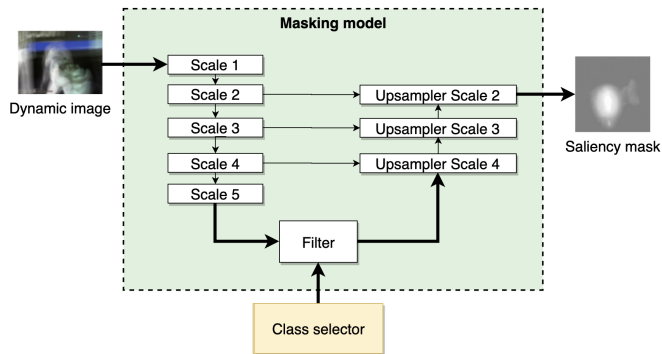 Masking model
Dynamic image
Scale 1
Scale 2
Upsampler Scale 2
Scale 3
Upsampler Scale 3
Scale 4
Upsampler Scale 4
Scale 5
Saliency mask
Filter
Class selector